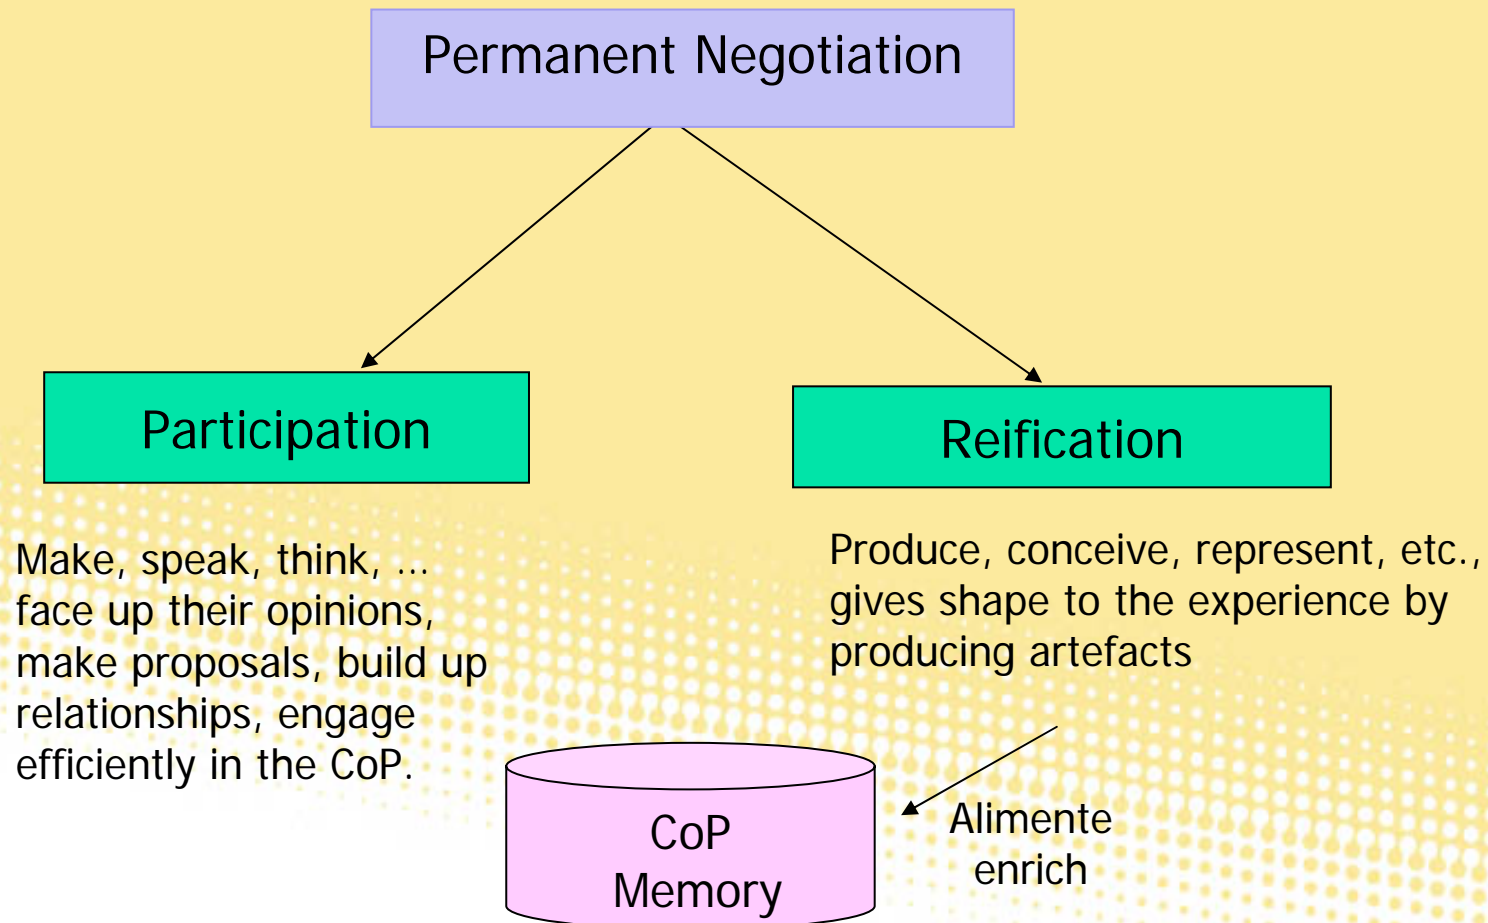 Permanent Negotiation
Participation
Reification
Make, speak, think, ...
face up their opinions,
make proposals, build up
relationships, engage
efficiently in the CoP.
Produce, conceive, represent, etc.,
gives shape to the experience by
producing artefacts
CoP
Memory
Alimente
enrich